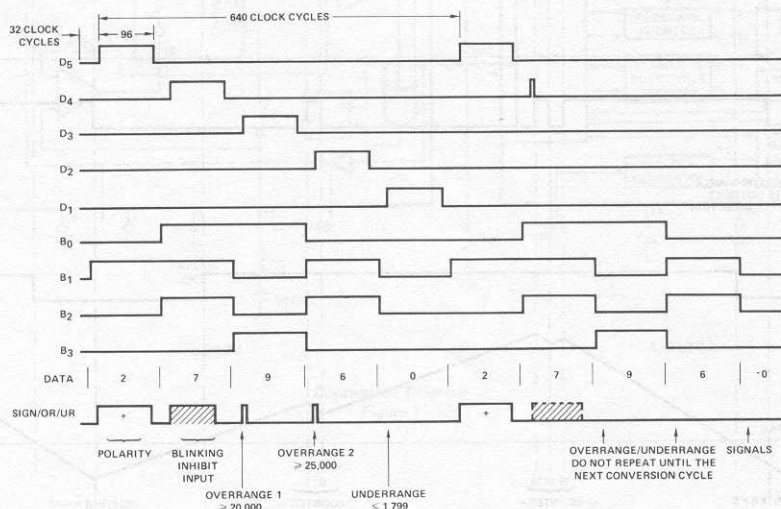 640 CLOCK CYCLES
32 CLOCK
CYCLES
96
D5
D4
D3
D2
D1
B0
B1
B2
B3
DATA 2 7 9 6 0 2 7 9 6 -0
SIGN/OR/UR + +
POLARITY
BLINKING
INHIBIT
INPUT
OVERRANGE 1
≥ 20,000
OVERRANGE 2
≥ 25,000
UNDERRANGE
≤ 1,799
OVERRANGE/UNDERRANGE
DO NOT REPEAT UNTIL THE
NEXT CONVERSION CYCLE
SIGNALS